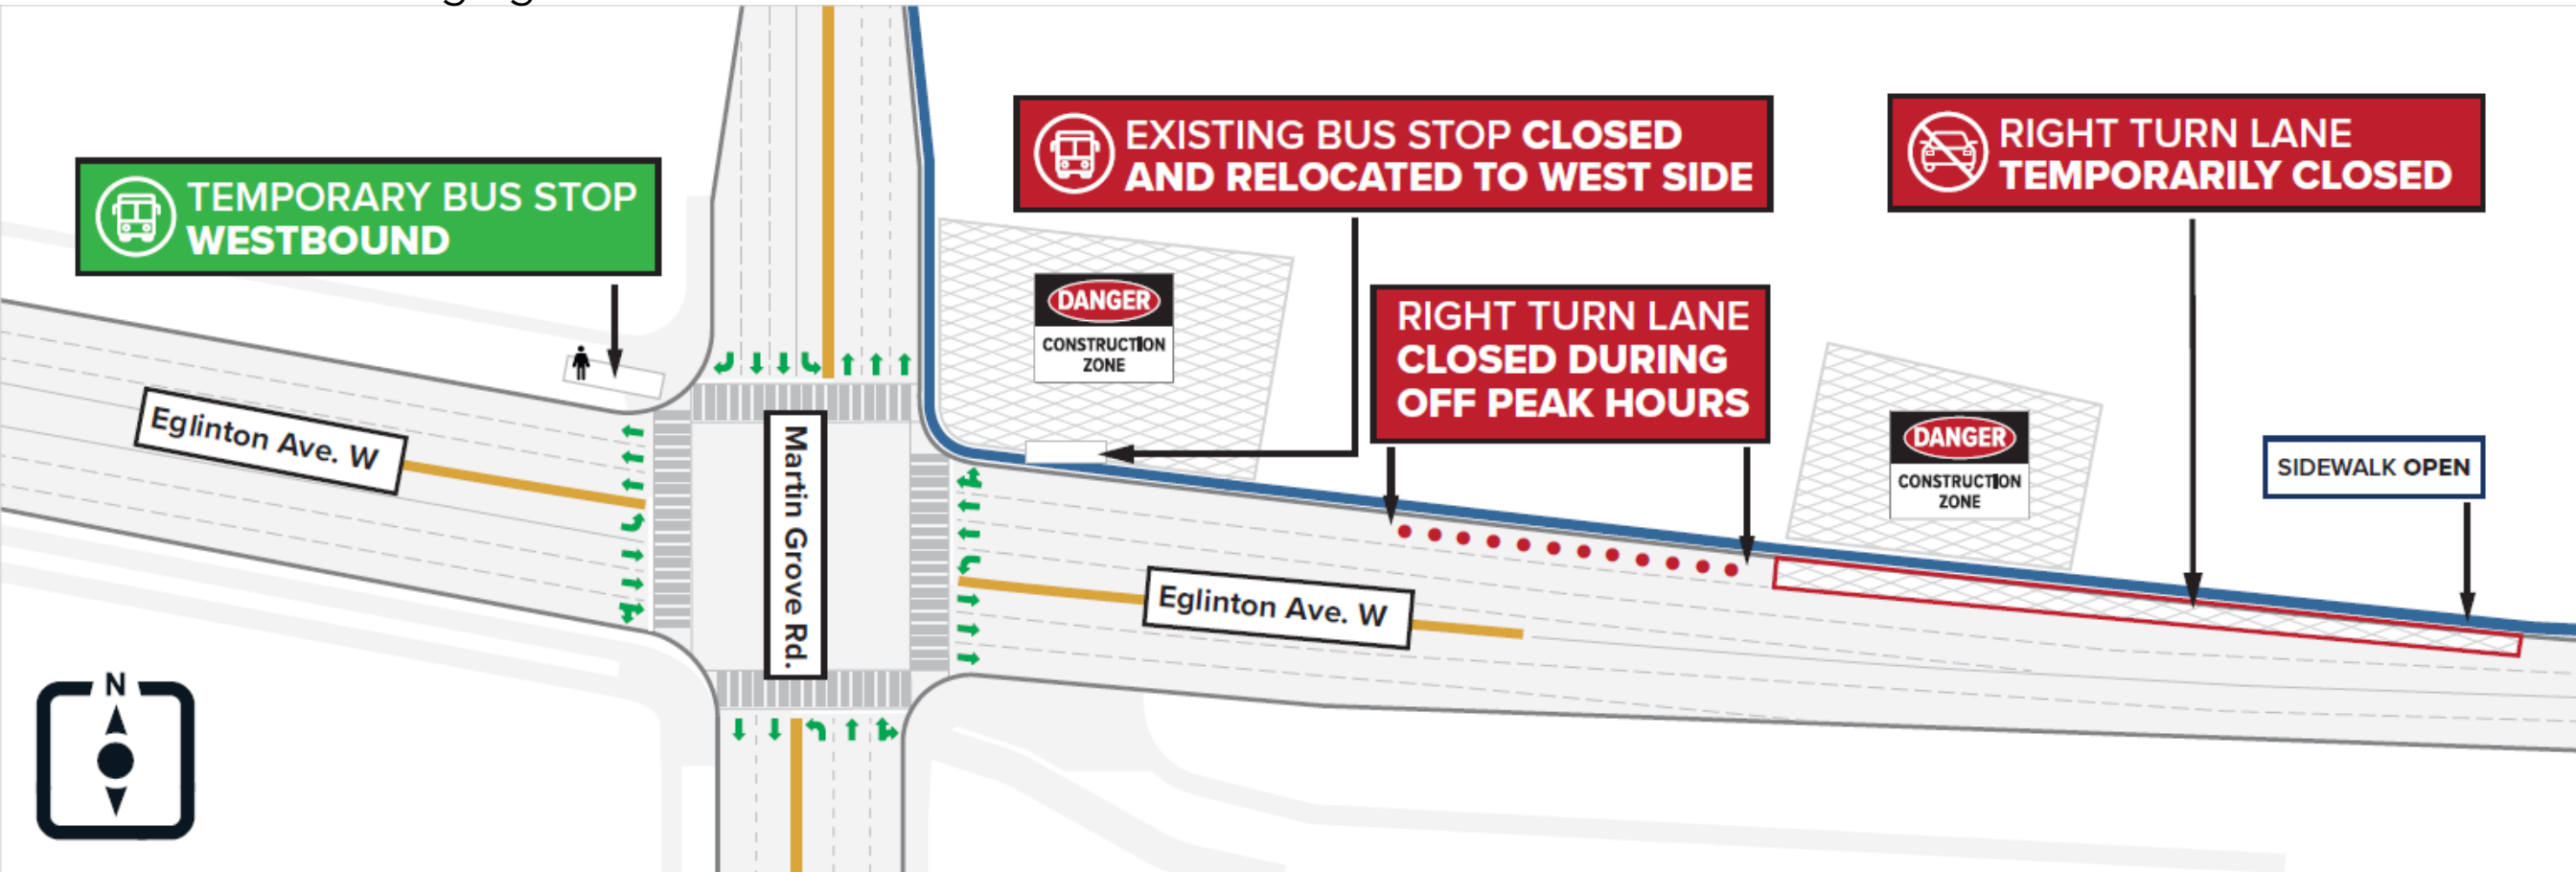 TEMPORARY BUS STOP
WESTBOUND
EXISTING BUS STOP CLOSED
AND RELOCATED TO WEST SIDE
RIGHT TURN LANE
TEMPORARILY CLOSED
DANGER
CONSTRUCTION
ZONE
RIGHT TURN LANE
CLOSED DURING
OFF PEAK HOURS
DANGER
CONSTRUCTION
ZONE
SIDEWALK OPEN
Eglinton Ave. W
Martin Grove Rd.
Eglinton Ave. W
N